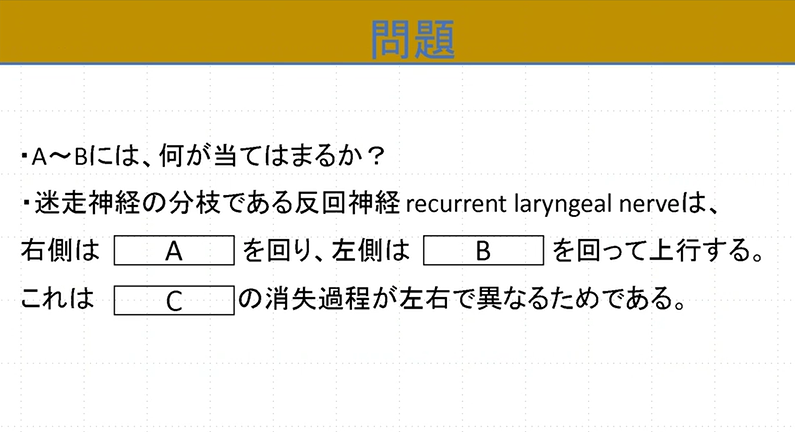 問題
・A～Bには、何が当てはまるか？
・迷走神経の分枝である反回神経 recurrent laryngeal nerveは、
右側は A を回り、左側は B を回って上行する。
これは C の消失過程が左右で異なるためである。